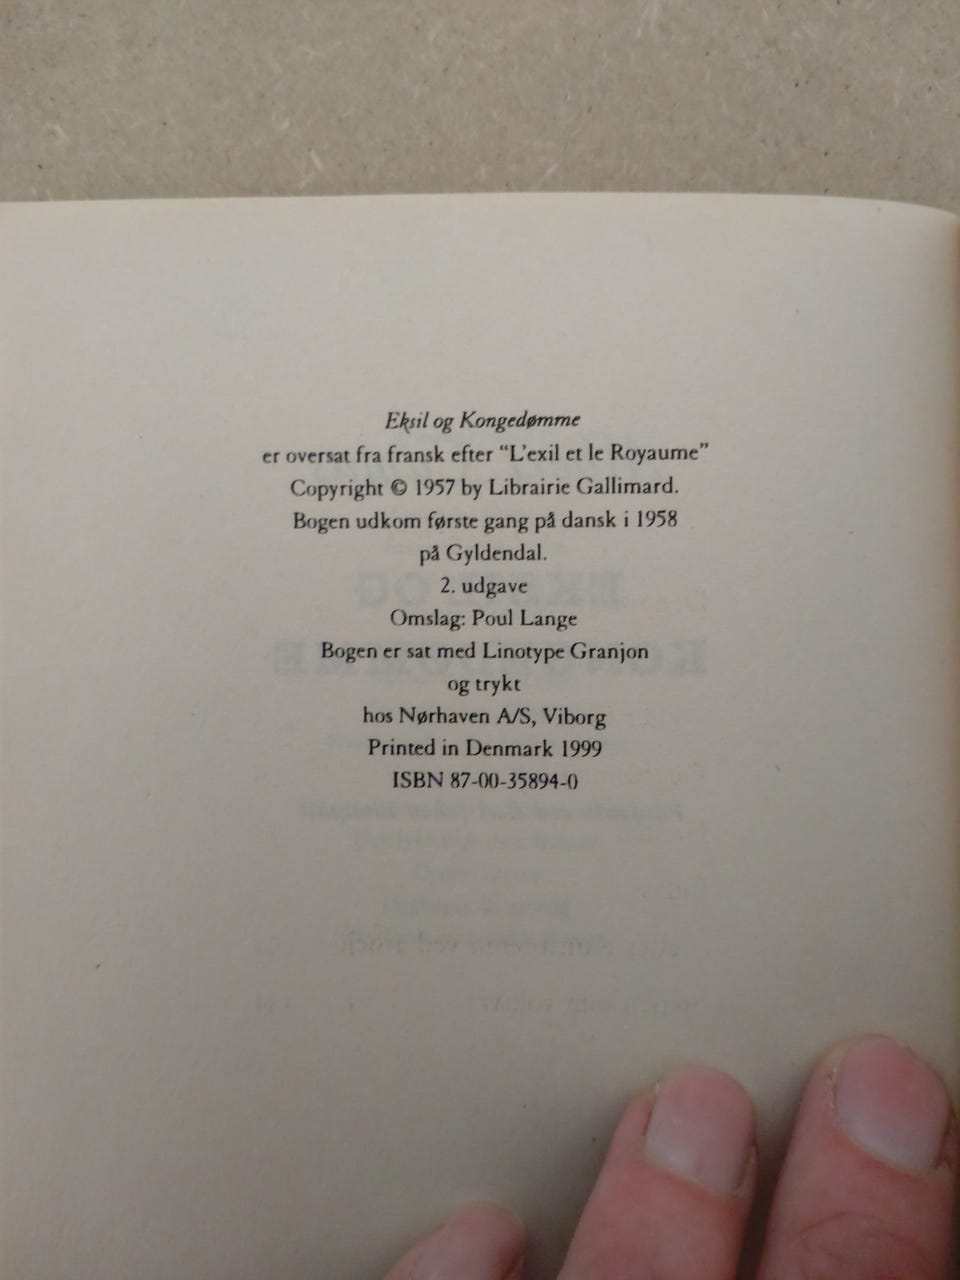 Eksil og Kongedømme
er oversat fra fransk efter "L'exil et le Royaume"
Copyright © 1957 by Librairie Gallimard.
Bogen udkom første gang på dansk i 1958
på Gyldendal.
2. udgave
Omslag: Poul Lange
Bogen er sat med Linotype Granjon
og trykt
hos Nørhaven A/S, Viborg
Printed in Denmark 1999
ISBN 87-00-35894-0